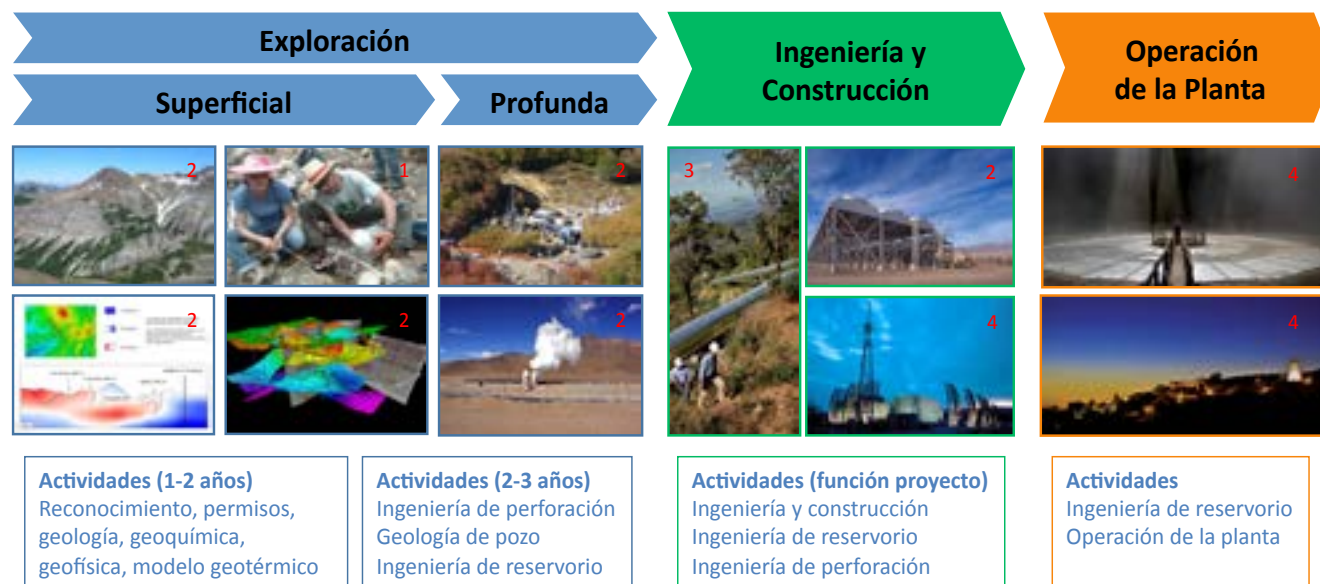 Exploración
Superficial
Profunda
Ingeniería y
Construcción
Operación
de la Planta
2
1
2
3
2
4
2
2
2
4
4
Actividades (1-2 años)
Reconocimiento, permisos,
geología, geoquímica,
geofísica, modelo geotérmico
Actividades (2-3 años)
Ingeniería de perforación
Geología de pozo
Ingeniería de reservorio
Actividades (función proyecto)
Ingeniería y construcción
Ingeniería de reservorio
Ingeniería de perforación
Actividades
Ingeniería de reservorio
Operación de la planta